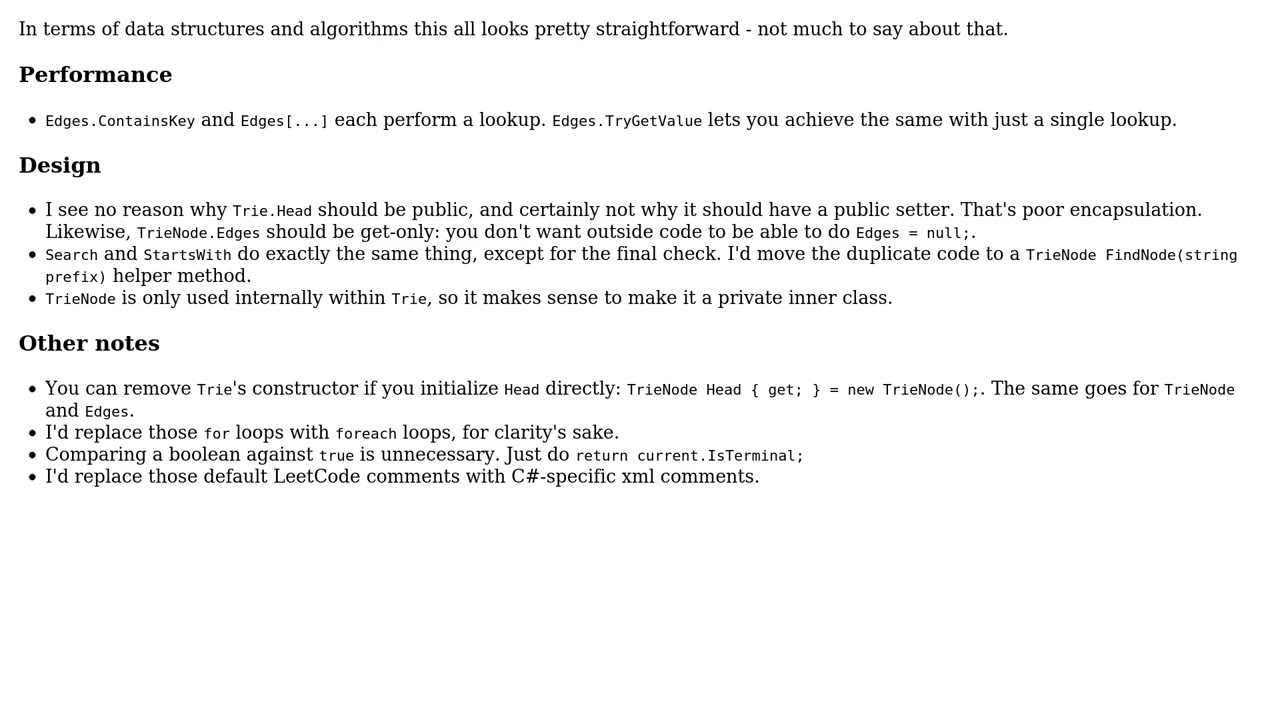 In terms of data structures and algorithms this all looks pretty straightforward - not much to say about that.
Performance
Edges.ContainsKey and Edges[...] each perform a lookup. Edges.TryGetValue lets you achieve the same with just a single lookup.
Design
I see no reason why Trie.Head should be public, and certainly not why it should have a public setter. That's poor encapsulation.
Likewise, TrieNode.Edges should be get-only: you don't want outside code to be able to do Edges = null;.
Search and StartsWith do exactly the same thing, except for the final check. I'd move the duplicate code to a TrieNode FindNode(string
prefix) helper method.
TrieNode is only used internally within Trie, so it makes sense to make it a private inner class.
Other notes
You can remove Trie's constructor if you initialize Head directly: TrieNode Head { get; } = new TrieNode();. The same goes for TrieNode
and Edges.
I'd replace those for loops with foreach loops, for clarity's sake.
Comparing a boolean against true is unnecessary. Just do return current.IsTerminal;
I'd replace those default LeetCode comments with C#-specific xml comments.